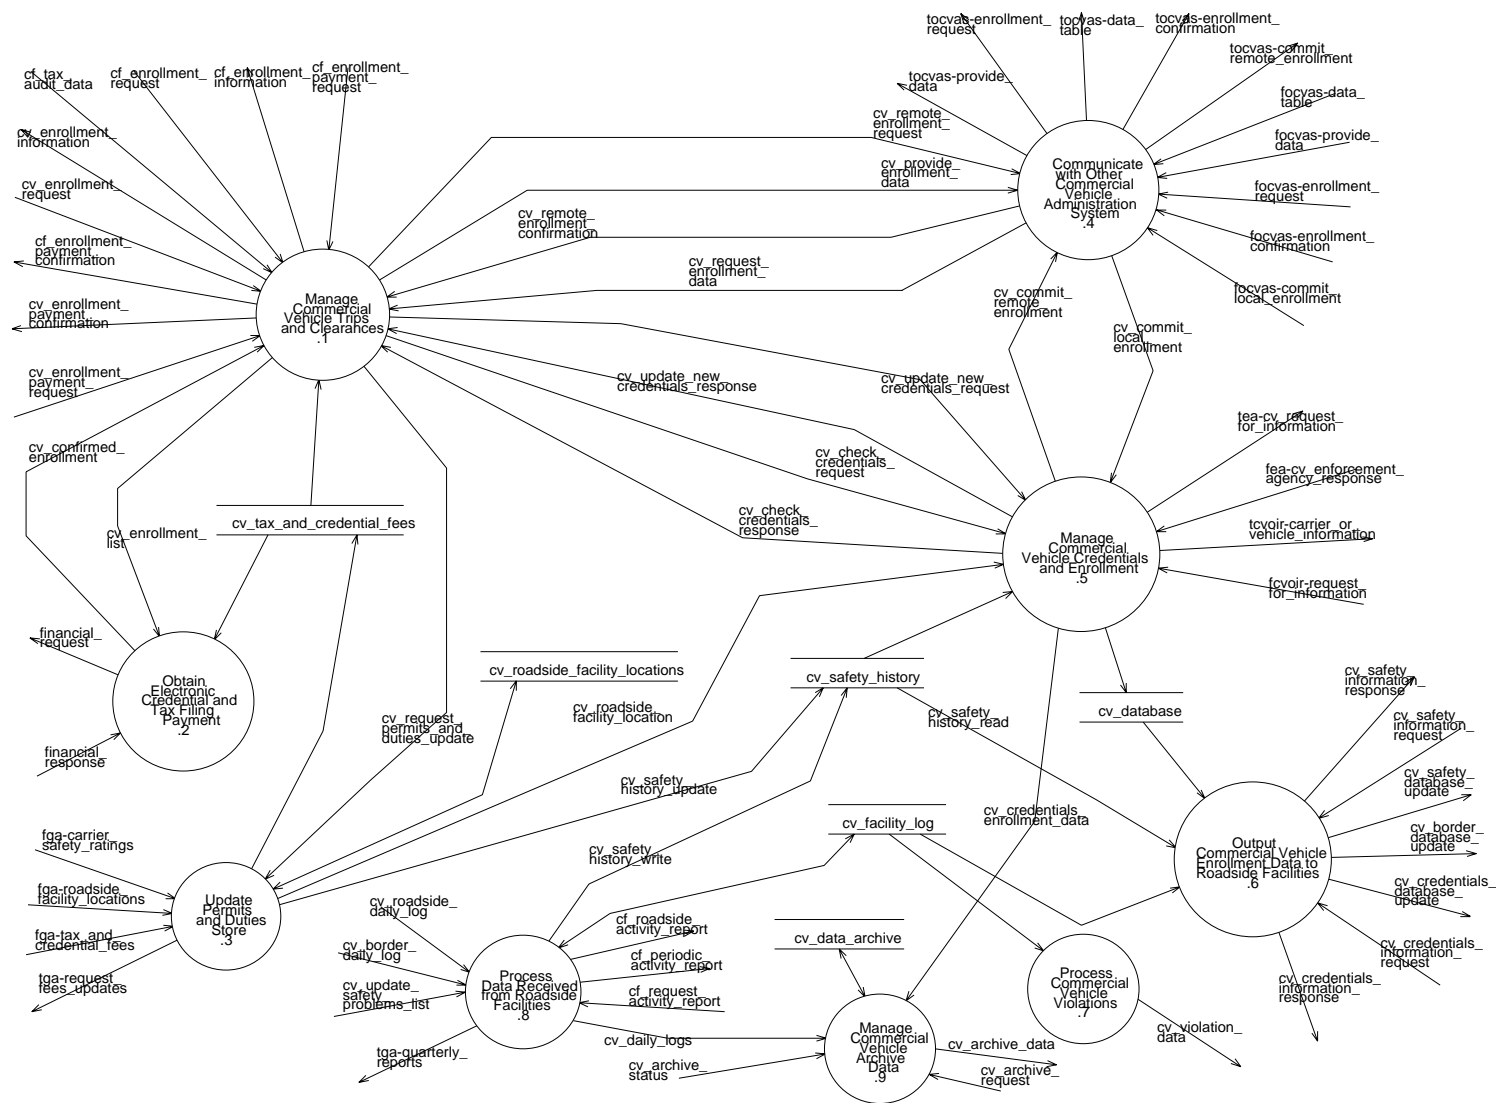 tocvas-enrollment_
request
tocvas-data_
table
tocvas-enrollment_
confirmation
tocvas-commit_
remote_enrollment
cf_tax_
audit_data
cf_enrollment_
request
cf_enrollment_
information
cf_enrollment_
payment_
request
tocvas-provide_
data
focvas-data_
table
cv_enrollment_
information
cv_remote_
enrollment_
request
focvas-provide_
data
cv_enrollment_
request
cv_provide_
enrollment_
data
Communicate
with Other
Commercial
Vehicle
Administration
System
.4
focvas-enrollment_
request
cf_enrollment_
payment_
confirmation
cv_remote_
enrollment_
confirmation
focvas-enrollment_
confirmation
cv_request_
enrollment_
data
focvas-commit_
local_enrollment
cv_enrollment_
payment_
confirmation
Manage
Commercial
Vehicle Trips
and Clearances
.1
cv_commit_
remote_
enrollment
cv_commit_
local_
enrollment
cv_enrollment_
payment_
request
cv_update_new_
credentials_response
cv_update_new_
credentials_request
tea-cv_request_
for_information
cv_confirmed_
enrollment
cv_check_
credentials_
request
fea-cv_enforcement_
agency_response
cv_enrollment_
list
cv_tax_and_credential_fees
cv_check_
credentials_
response
Manage
Commercial
Vehicle Credentials
and Enrollment
.5
tcvoir-carrier_or_
vehicle_information
fcvoir-request_
for_information
financial_
request
Obtain
Electronic
Credential and
Tax Filing
Payment
.2
cv_roadside_facility_locations
cv_safety_history
cv_safety_
information_
response
cv_request_
permits_and_
duties_update
cv_roadside_
facility_location
cv_safety_
history_read
cv_database
cv_safety_
information_
request
financial_
response
cv_safety_
history_update
cv_safety_
database_
update
fga-carrier_
safety_ratings
cv_safety_
history_write
cv_facility_log
cv_credentials_
enrollment_data
Output
Commercial Vehicle
Enrollment Data to
Roadside Facilities
.6
cv_border_
database_
update
fga-roadside_
facility_locations
Update
Permits
and Duties
Store
.3
cv_roadside_
daily_log
cf_roadside_
activity_report
cv_data_archive
cv_credentials_
database_
update
fga-tax_and_
credential_fees
cv_border_
daily_log
cf_periodic_
activity_report
cv_credentials_
information_
request
tga-request_
fees_updates
cv_update_
safety_
problems_list
Process
Data Received
from Roadside
Facilities
.8
cf_request_
activity_report
Process
Commercial
Vehicle
Violations
.7
cv_credentials_
information_
response
tga-quarterly_
reports
cv_daily_logs
Manage
Commercial
Vehicle
Archive
Data
.9
cv_archive_data
cv_violation_
data
cv_archive_
status
cv_archive_
request